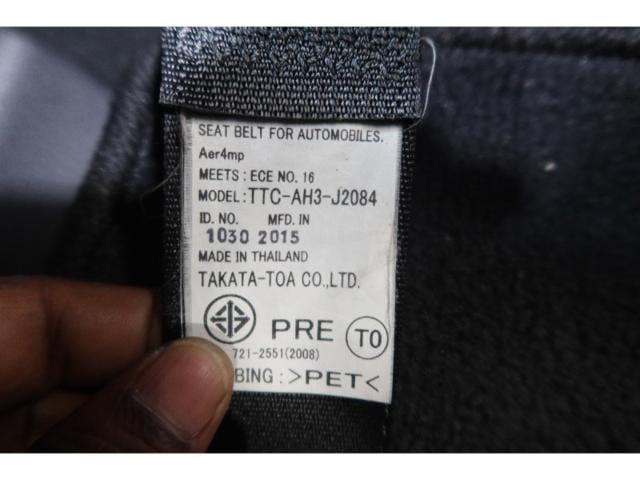 SEAT BELT FOR AUTOMOBILES.
Aer4mp
MEETS: ECE NO. 16
MODEL: TTC-AH3-J2084
ID. NO. MFD. IN
1030 2015
MADE IN THAILAND
TAKATA-TOA CO.,LTD.
PRE TO
721-2551(2008)
BING : >PET<